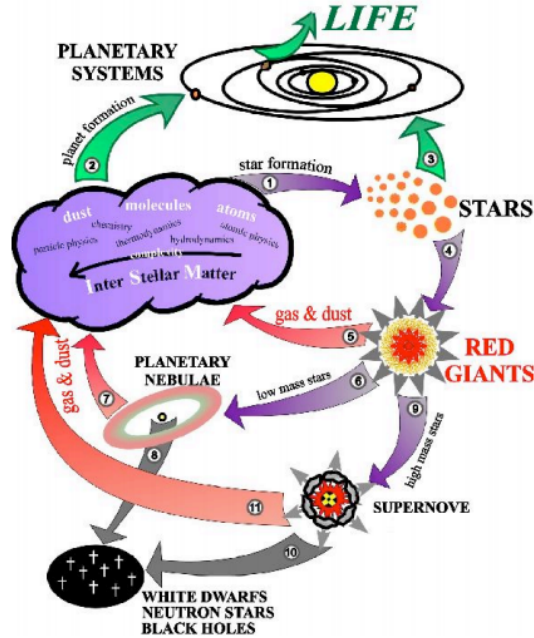 LIFE
PLANETARY
SYSTEMS
planet formation
2
star formation
1
3
STARS
dust molecules atoms
chemistry atomic physics
particle physics thermodynamics hydrodynamics
complexity
Inter Stellar Matter
4
gas & dust
5
RED
GIANTS
gas & dust
7
PLANETARY
NEBULAE
low mass stars
6
9
high mass stars
8
11
SUPERNOVE
10
WHITE DWARFS
NEUTRON STARS
BLACK HOLES